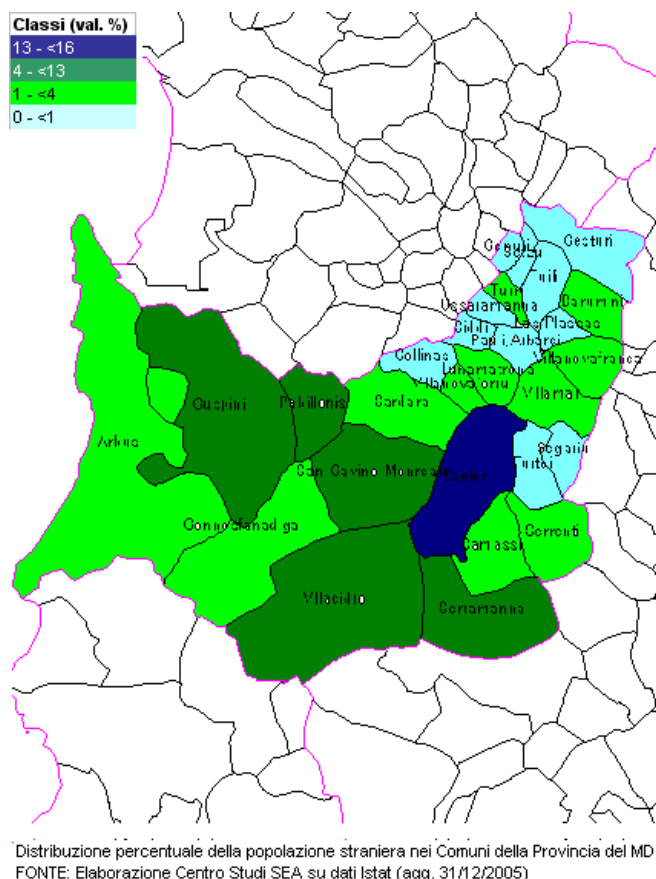 Classi (val. %)
13 - <16
4 - <13
1 - <4
0 - <1
Gesturi
Tuili
Turri
Ussaramanna
Barumini
Las Plassas
Siddi
Pauli Arbarei
Collinas
Villanovafranca
Lunamatrona
Villanovaforru
Villamar
Sardara
Pabillonis
Guspini
Arbus
Segariu
Furtei
San Gavino Monreale
Sanluri
Gonnosfanadiga
Samassi
Serrenti
Villacidro
Serramanna
Distribuzione percentuale della popolazione straniera nei Comuni della Provincia del MD
FONTE: Elaborazione Centro Studi SEA su dati Istat (agg. 31/12/2005)